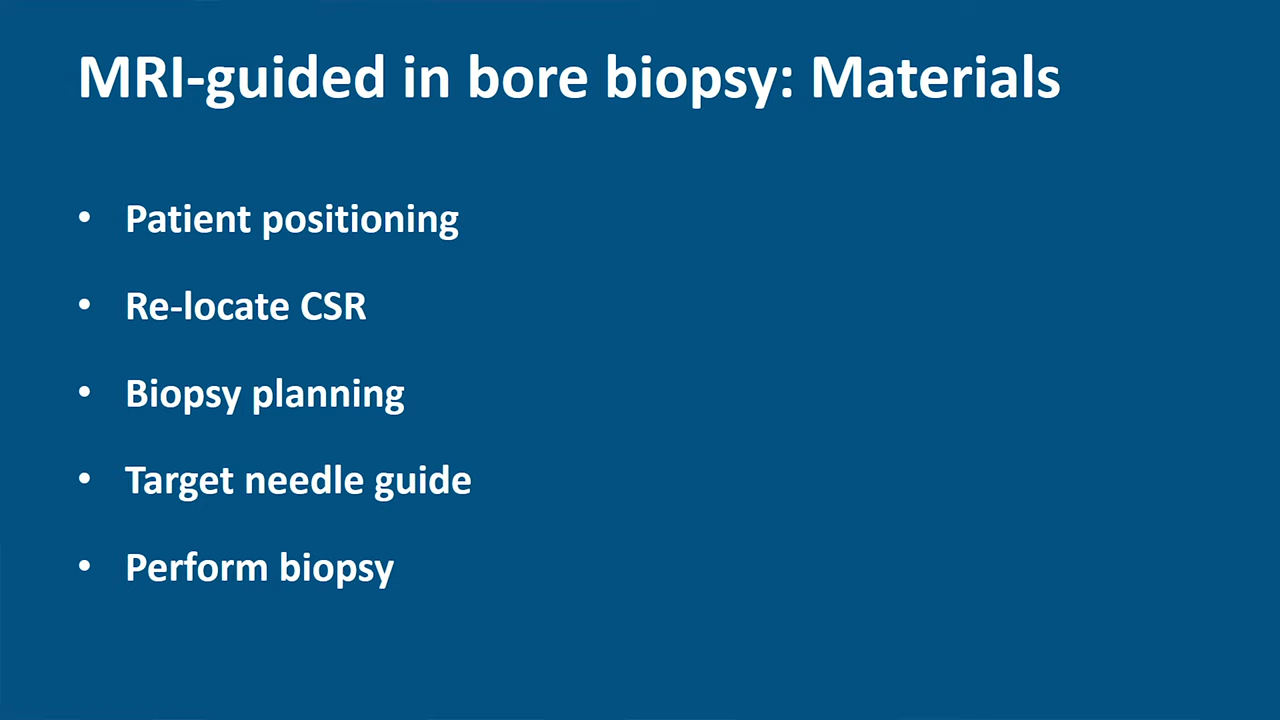 MRI-guided in bore biopsy: Materials
• Patient positioning
• Re-locate CSR
• Biopsy planning
• Target needle guide
• Perform biopsy